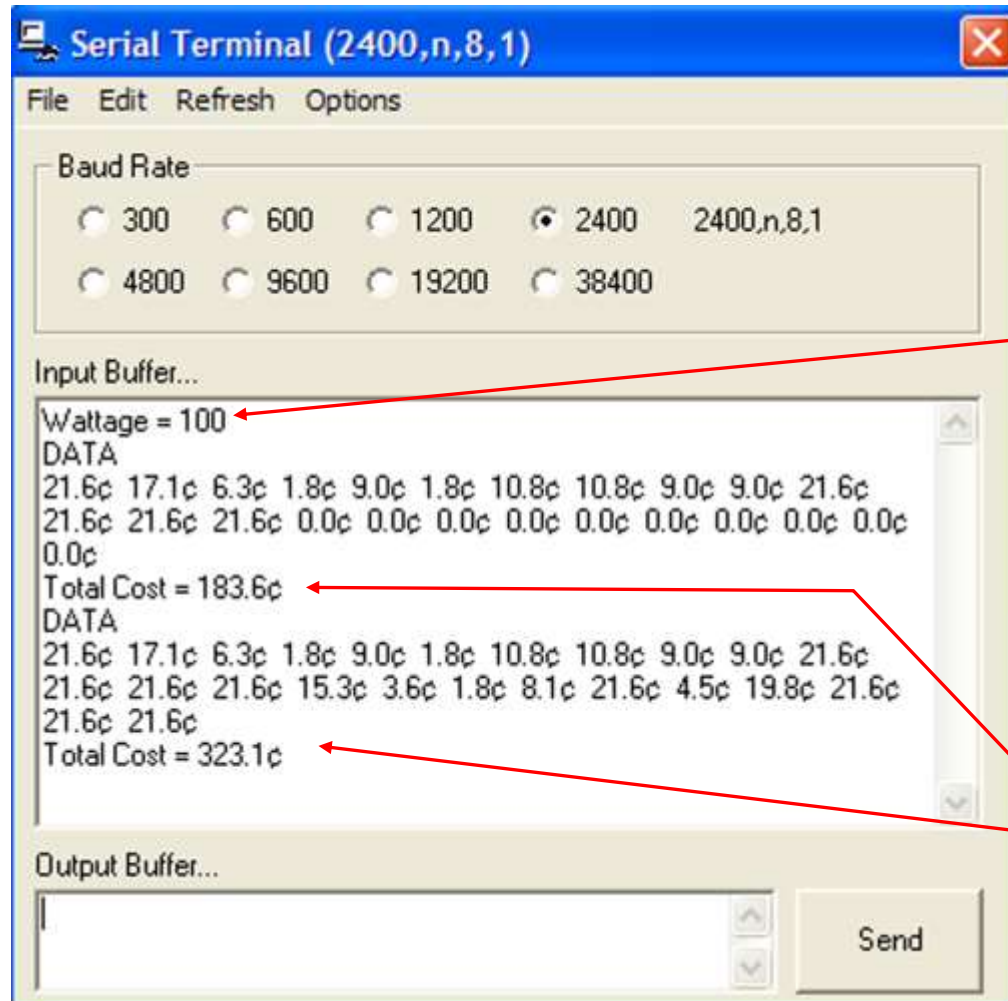 Serial Terminal (2400,n,8,1)
File Edit Refresh Options
Baud Rate
300 600 1200 2400 2400,n,8,1
4800 9600 19200 38400
Input Buffer...
Wattage = 100
DATA
21.6¢ 17.1¢ 6.3¢ 1.8¢ 9.0¢ 1.8¢ 10.8¢ 10.8¢ 9.0¢ 9.0¢ 21.6¢
21.6¢ 21.6¢ 21.6¢ 0.0¢ 0.0¢ 0.0¢ 0.0¢ 0.0¢ 0.0¢ 0.0¢ 0.0¢ 0.0¢
0.0¢
Total Cost = 183.6¢
DATA
21.6¢ 17.1¢ 6.3¢ 1.8¢ 9.0¢ 1.8¢ 10.8¢ 10.8¢ 9.0¢ 9.0¢ 21.6¢
21.6¢ 21.6¢ 21.6¢ 15.3¢ 3.6¢ 1.8¢ 8.1¢ 21.6¢ 4.5¢ 19.8¢ 21.6¢
21.6¢ 21.6¢
Total Cost = 323.1¢
Output Buffer...
Send